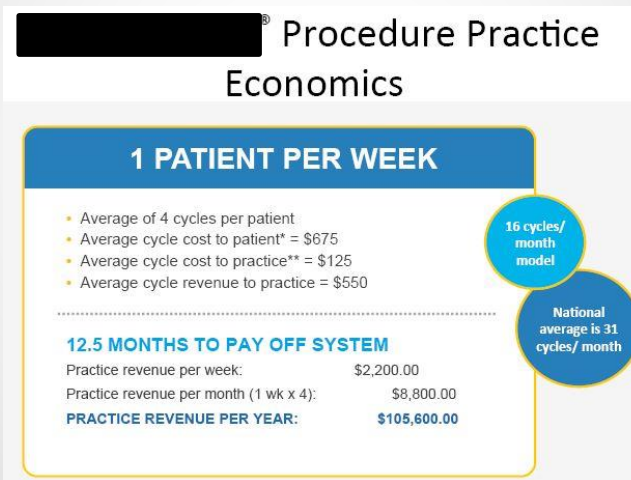 ® Procedure Practice
Economics
1 PATIENT PER WEEK
• Average of 4 cycles per patient
• Average cycle cost to patient* = $675
• Average cycle cost to practice** = $125
• Average cycle revenue to practice = $550
16 cycles/
month
model
National
average is 31
cycles/ month
12.5 MONTHS TO PAY OFF SYSTEM
Practice revenue per week: $2,200.00
Practice revenue per month (1 wk x 4): $8,800.00
PRACTICE REVENUE PER YEAR: $105,600.00